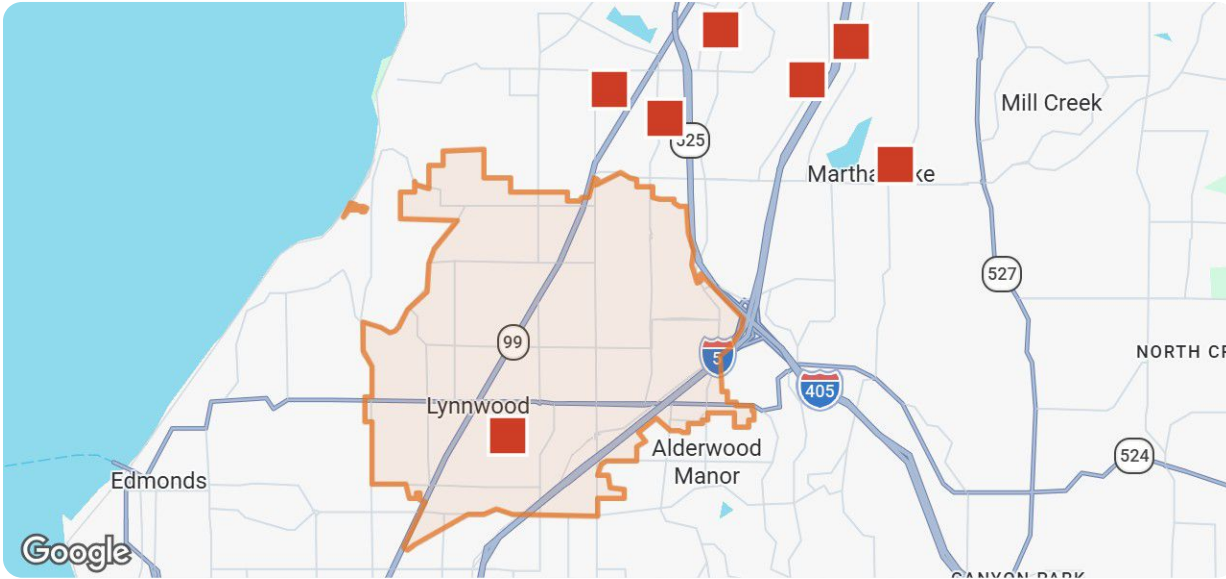 Mill Creek
525
Martha
ke
527
99
5
NORTH CR
405
Lynnwood
Alderwood
Manor
524
Edmonds
Google
CANYON PARK